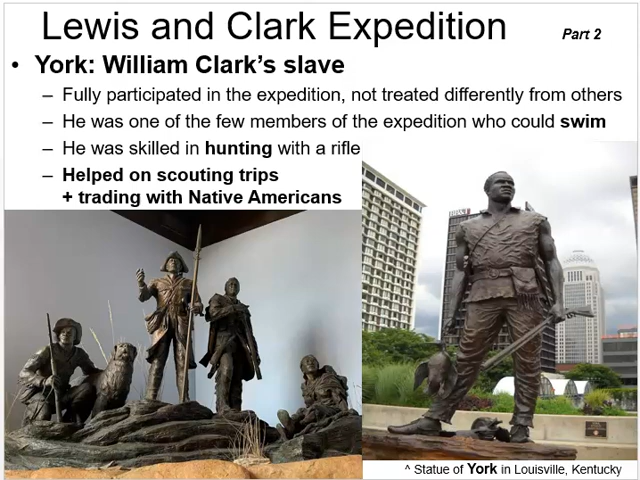 Lewis and Clark Expedition
Part 2
• York: William Clark's slave
– Fully participated in the expedition, not treated differently from others
– He was one of the few members of the expedition who could swim
– He was skilled in hunting with a rifle
– Helped on scouting trips
+ trading with Native Americans
^ Statue of York in Louisville, Kentucky